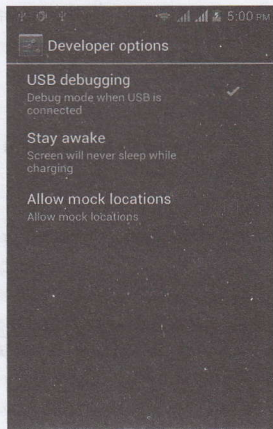 5:00 PM
Developer options
USB debugging
Debug mode when USB is
connected
Stay awake
Screen will never sleep while
charging
Allow mock locations
Allow mock locations